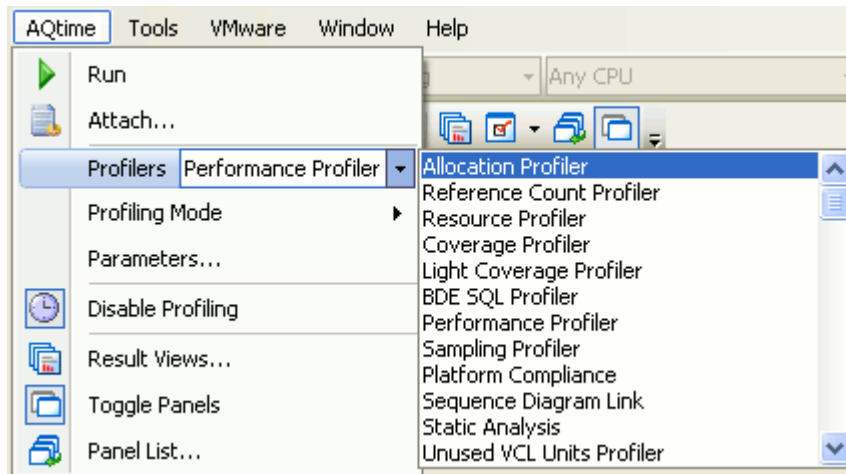 AQtime Tools VMware Window Help
Run
Any CPU
Attach...
Profilers Performance Profiler
Allocation Profiler
Reference Count Profiler
Resource Profiler
Coverage Profiler
Light Coverage Profiler
BDE SQL Profiler
Performance Profiler
Sampling Profiler
Platform Compliance
Sequence Diagram Link
Static Analysis
Unused VCL Units Profiler
Profiling Mode
Parameters...
Disable Profiling
Result Views...
Toggle Panels
Panel List...